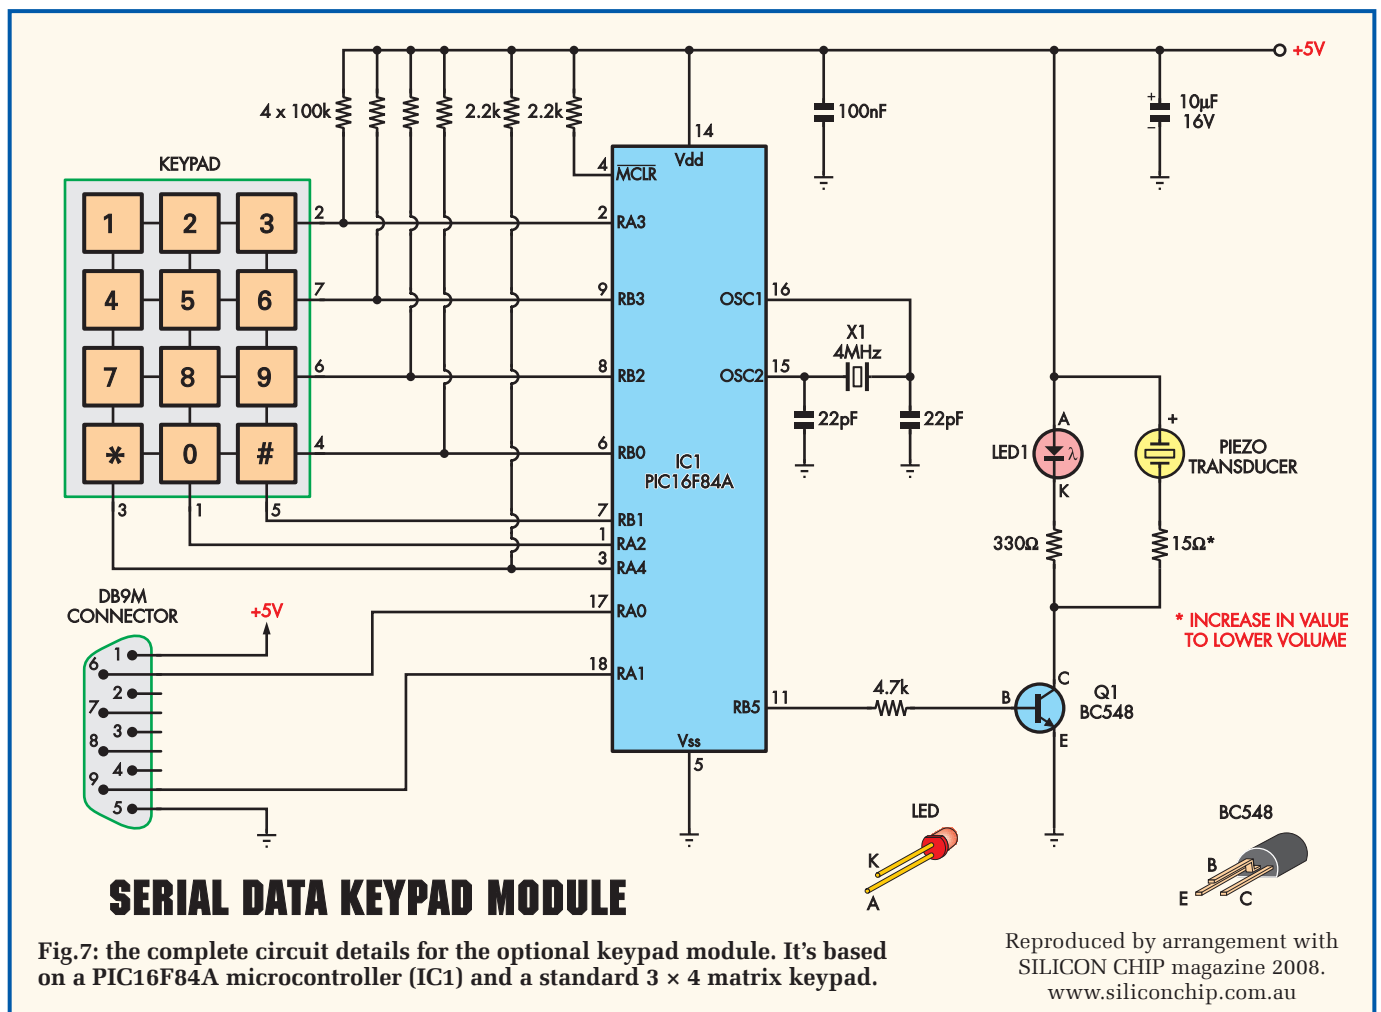 +5V
4 x 100k
2.2k
2.2k
100nF
+
10µF
16V
–
14
Vdd
4
MCLR
KEYPAD
1 2 3
4 5 6
7 8 9
* 0 #
2
7
6
4
3
1
5
2
RA3
9
RB3
8
RB2
6
RB0
7
RB1
1
RA2
3
RA4
17
RA0
18
RA1
IC1
PIC16F84A
OSC1
16
OSC2
15
X1
4MHz
22pF
22pF
RB5
11
Vss
5
4.7k
A
LED1
λ
K
330Ω
+
PIEZO
TRANSDUCER
15Ω*
* INCREASE IN VALUE
TO LOWER VOLUME
B
C
E
Q1
BC548
DB9M
CONNECTOR
+5V
1
6
2
7
3
8
4
9
5
LED
K
A
BC548
B
E
C
SERIAL DATA KEYPAD MODULE
Fig.7: the complete circuit details for the optional keypad module. It’s based
on a PIC16F84A microcontroller (IC1) and a standard 3 × 4 matrix keypad.
Reproduced by arrangement with
SILICON CHIP magazine 2008.
www.siliconchip.com.au